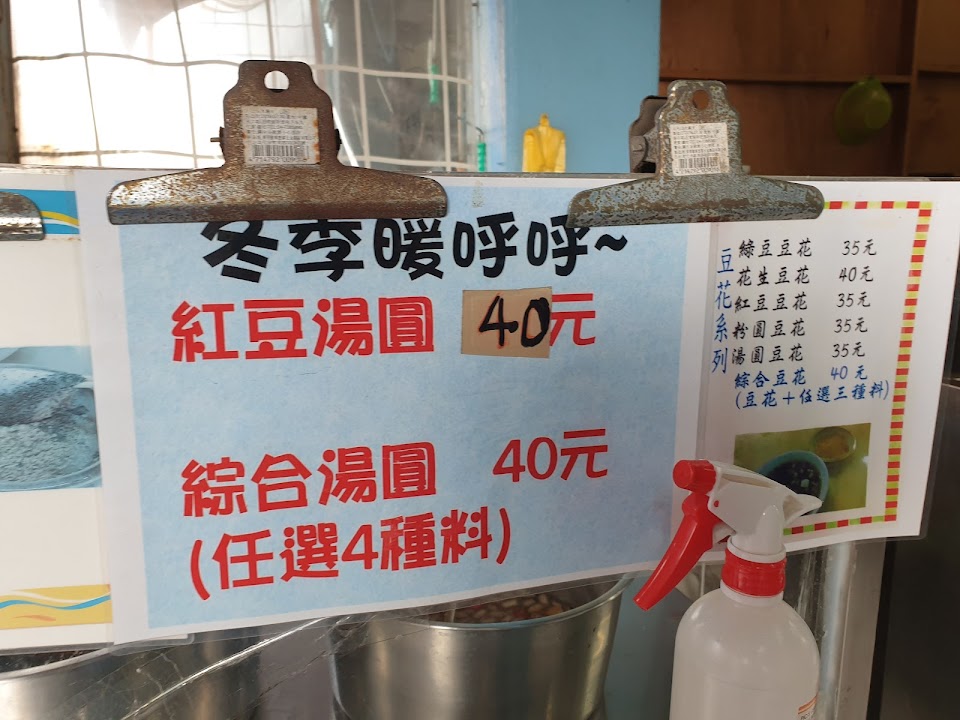 冬季暖呼呼~
紅豆湯圓 40元
綜合湯圓 40元
(任選4種料)
豆花系列
綠豆豆花 35元
花生豆花 40元
紅豆豆花 35元
粉圓豆花 35元
湯圓豆花 35元
綜合豆花 40元
(豆花+任選三種料)